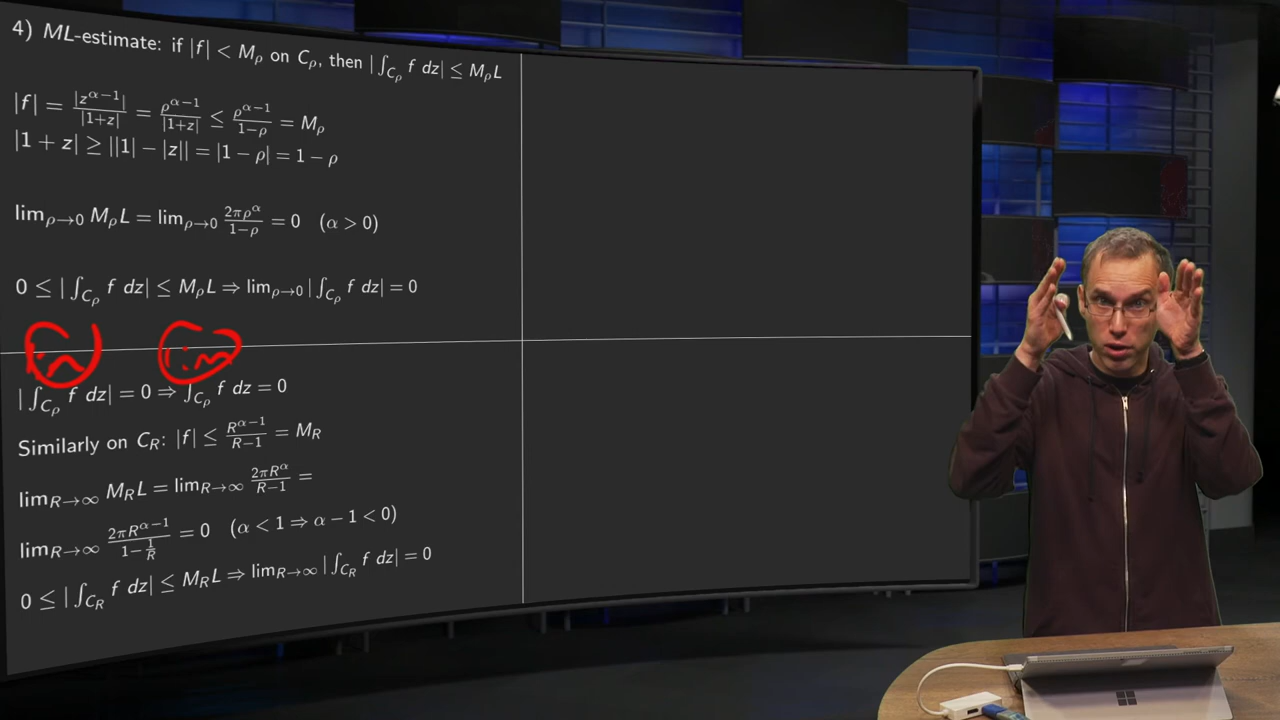 4) ML-estimate: if |f| < M_ρ on C_ρ, then |∫_{C_ρ} f dz| ≤ M_ρ L
|f| = |z^{α−1}|/|1+z| = ρ^{α−1}/|1+z| ≤ ρ^{α−1}/1−ρ = M_ρ
|1 + z| ≥ ||1| − |z|| = |1 − ρ| = 1 − ρ
lim_{ρ→0} M_ρ L = lim_{ρ→0} 2πρ^α/1−ρ = 0 (α > 0)
0 ≤ |∫_{C_ρ} f dz| ≤ M_ρ L ⇒ lim_{ρ→0} |∫_{C_ρ} f dz| = 0
lim lim
|∫_{C_ρ} f dz| = 0 ⇒ ∫_{C_ρ} f dz = 0
Similarly on C_R: |f| ≤ R^{α−1}/R−1 = M_R
lim_{R→∞} M_R L = lim_{R→∞} 2πR^α/R−1 =
lim_{R→∞} 2πR^{α−1}/1−1/R = 0 (α < 1 ⇒ α − 1 < 0)
0 ≤ |∫_{C_R} f dz| ≤ M_R L ⇒ lim_{R→∞} |∫_{C_R} f dz| = 0